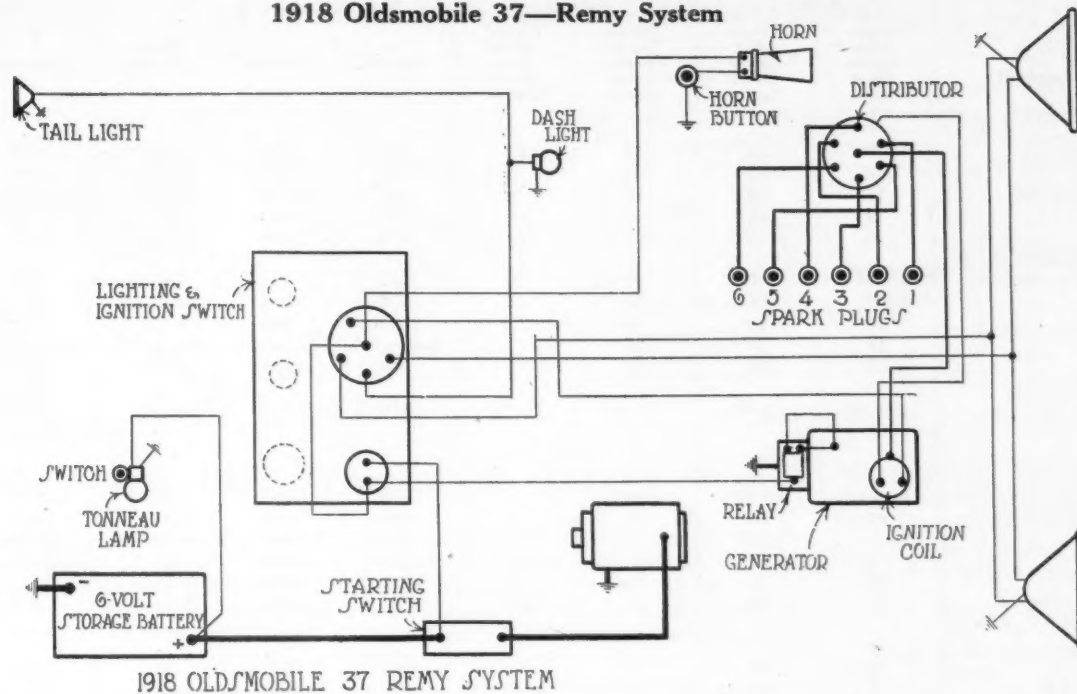 1918 Oldsmobile 37—Remy System
HORN
TAIL LIGHT
DASH
LIGHT
HORN
BUTTON
DISTRIBUTOR
LIGHTING &
IGNITION SWITCH
6 5 4 3 2 1
SPARK PLUGS
SWITCH
TONNEAU
LAMP
RELAY
GENERATOR
IGNITION
COIL
STARTING
SWITCH
-
6-VOLT
STORAGE BATTERY
+
1918 OLDSMOBILE 37 REMY SYSTEM